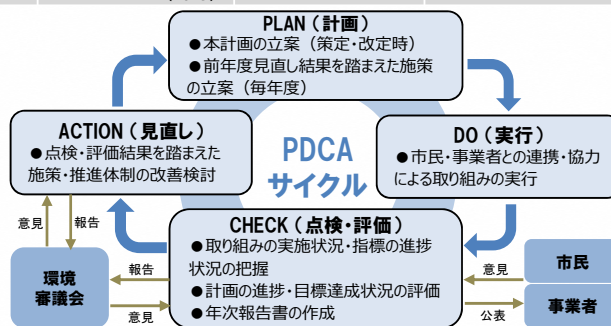 PLAN（計画）
●本計画の立案（策定・改定時）
●前年度見直し結果を踏まえた施策
の立案（毎年度）
ACTION（見直し）
●点検・評価結果を踏まえた
施策・推進体制の改善検討
PDCA
サイクル
DO（実行）
●市民・事業者との連携・協力
による取り組みの実行
CHECK（点検・評価）
●取り組みの実施状況・指標の進捗
状況の把握
●計画の進捗・目標達成状況の評価
●年次報告書の作成
意見
報告
環境
審議会
報告
意見
意見
公表
市民
事業者